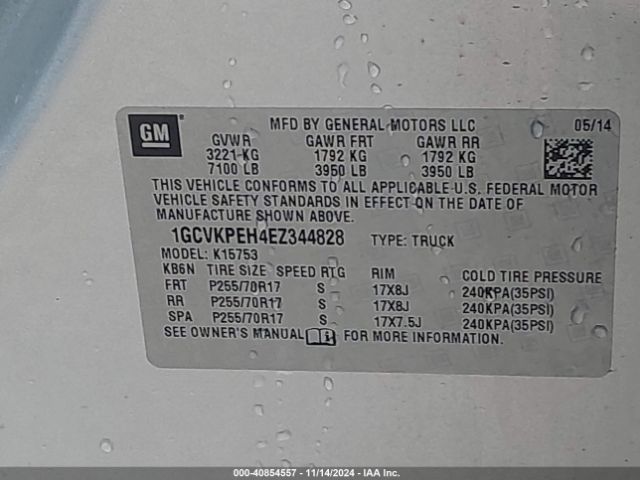 GM MFD BY GENERAL MOTORS LLC 05/14
GVWR GAWR FRT GAWR RR
3221 KG 1792 KG 1792 KG
7100 LB 3950 LB 3950 LB
THIS VEHICLE CONFORMS TO ALL APPLICABLE U.S. FEDERAL MOTOR
VEHICLE SAFETY STANDARDS IN EFFECT ON THE DATE OF
MANUFACTURE SHOWN ABOVE.
1GCVKPEH4EZ344828 TYPE: TRUCK
MODEL: K15753
KB6N TIRE SIZE SPEED RTG RIM COLD TIRE PRESSURE
FRT P255/70R17 S 17X8J 240KPA(35PSI)
RR P255/70R17 S 17X8J 240KPA(35PSI)
SPA P255/70R17 S 17X7.5J 240KPA(35PSI)
SEE OWNER'S MANUAL FOR MORE INFORMATION.
000-40854557 - 11/14/2024 - IAA Inc.